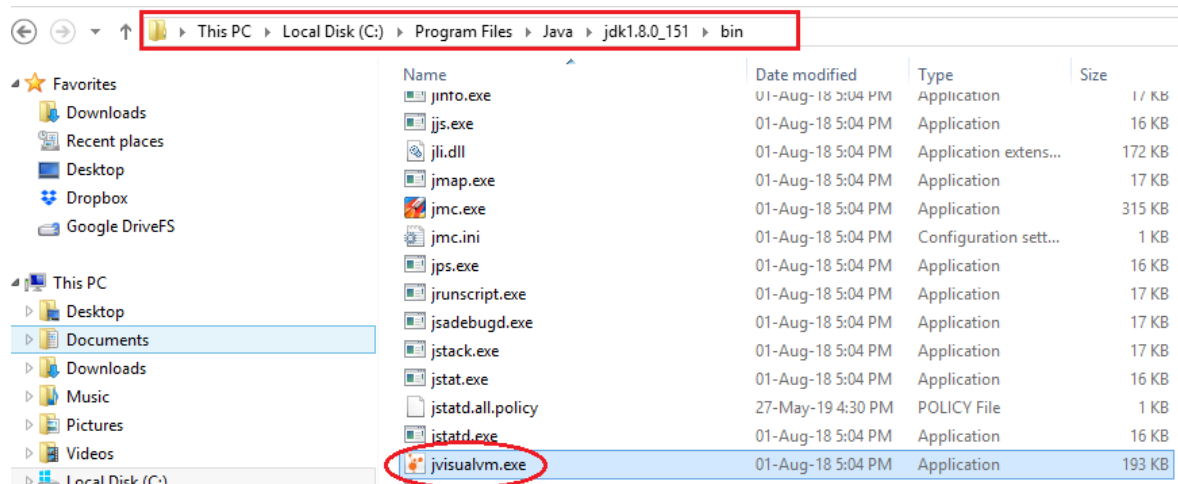 This PC Local Disk (C:) Program Files Java jdk1.8.0_151 bin
Favorites
Downloads
Recent places
Desktop
Dropbox
Google DriveFS
This PC
Desktop
Documents
Downloads
Music
Pictures
Videos
Local Disk (C:)
Name Date modified Type Size
jinfo.exe 01-Aug-18 5:04 PM Application 17 KB
jjs.exe 01-Aug-18 5:04 PM Application 16 KB
jli.dll 01-Aug-18 5:04 PM Application extens... 172 KB
jmap.exe 01-Aug-18 5:04 PM Application 17 KB
jmc.exe 01-Aug-18 5:04 PM Application 315 KB
jmc.ini 01-Aug-18 5:04 PM Configuration sett... 1 KB
jps.exe 01-Aug-18 5:04 PM Application 16 KB
jrunscript.exe 01-Aug-18 5:04 PM Application 17 KB
jsadebugd.exe 01-Aug-18 5:04 PM Application 17 KB
jstack.exe 01-Aug-18 5:04 PM Application 17 KB
jstat.exe 01-Aug-18 5:04 PM Application 16 KB
jstatd.all.policy 27-May-19 4:30 PM POLICY File 1 KB
jstatd.exe 01-Aug-18 5:04 PM Application 16 KB
jvisualvm.exe 01-Aug-18 5:04 PM Application 193 KB